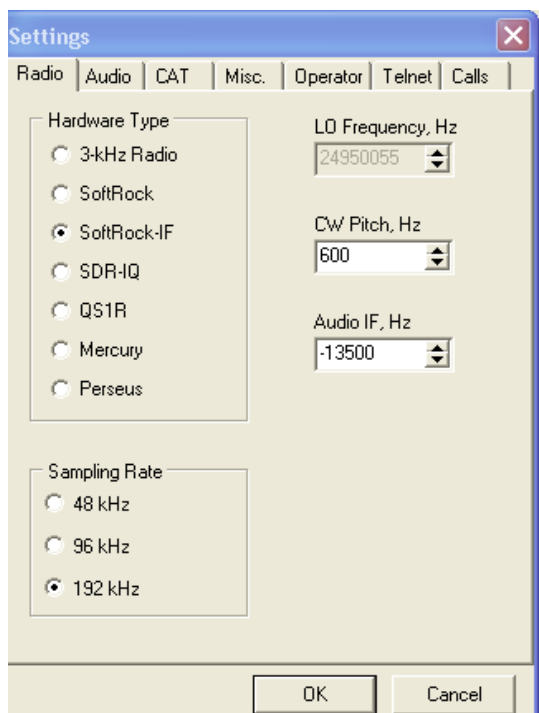 Settings
Radio Audio CAT Misc. Operator Telnet Calls
Hardware Type
3-kHz Radio
SoftRock
SoftRock-IF
SDR-IQ
QS1R
Mercury
Perseus
LO Frequency, Hz
24950055
CW Pitch, Hz
600
Audio IF, Hz
-13500
Sampling Rate
48 kHz
96 kHz
192 kHz
OK Cancel